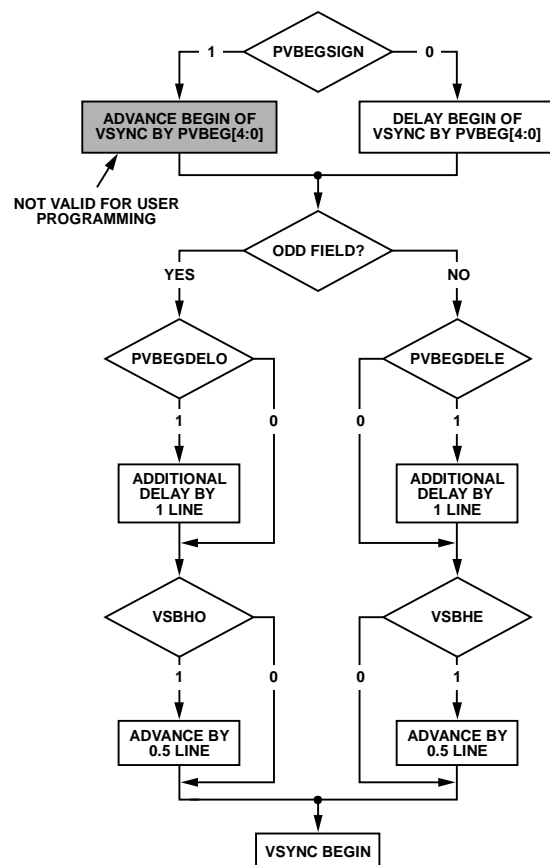 PVBEGSIGN
1
0
ADVANCE BEGIN OF
VSYNC BY PVBEG[4:0]
DELAY BEGIN OF
VSYNC BY PVBEG[4:0]
NOT VALID FOR USER
PROGRAMMING
ODD FIELD?
YES
NO
PVBEGDELO
PVBEGDELE
1
0
0
1
ADDITIONAL
DELAY BY
1 LINE
ADDITIONAL
DELAY BY
1 LINE
VSBHO
VSBHE
1
0
0
1
ADVANCE BY
0.5 LINE
ADVANCE BY
0.5 LINE
VSYNC BEGIN